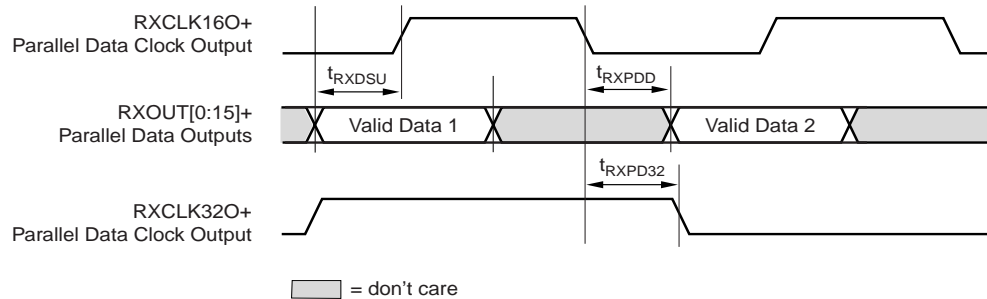 RXCLK16O+
Parallel Data Clock Output
tRXDSU
tRXPDD
RXOUT[0:15]+
Parallel Data Outputs
Valid Data 1
Valid Data 2
tRXPD32
RXCLK32O+
Parallel Data Clock Output
= don't care